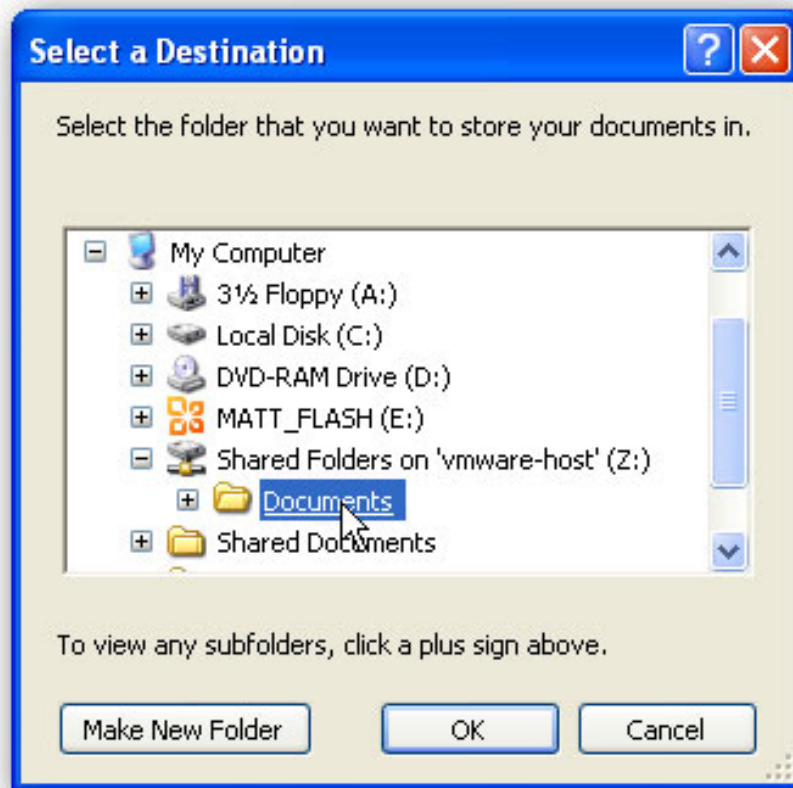 Select a Destination
Select the folder that you want to store your documents in.
My Computer
3½ Floppy (A:)
Local Disk (C:)
DVD-RAM Drive (D:)
MATT_FLASH (E:)
Shared Folders on 'vmware-host' (Z:)
Documents
Shared Documents
To view any subfolders, click a plus sign above.
Make New Folder OK Cancel